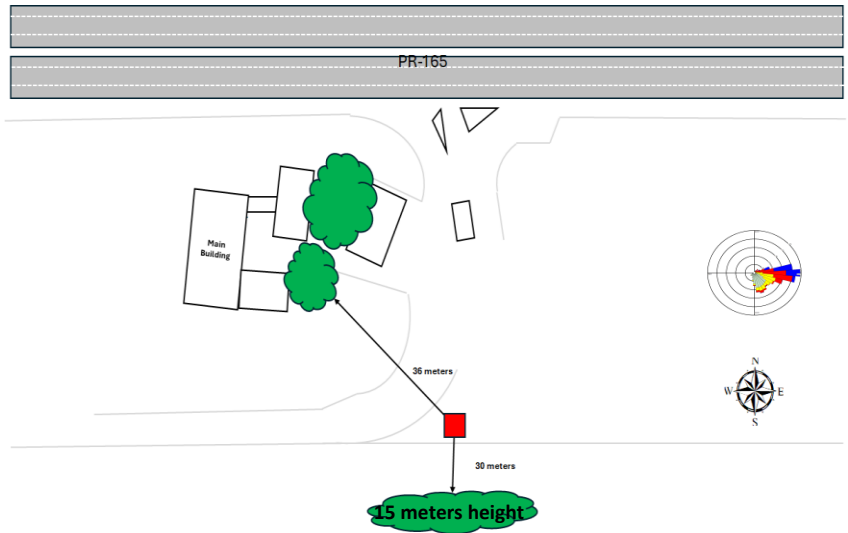 PR-165
Main
Building
N
W
E
S
36 meters
30 meters
15 meters height